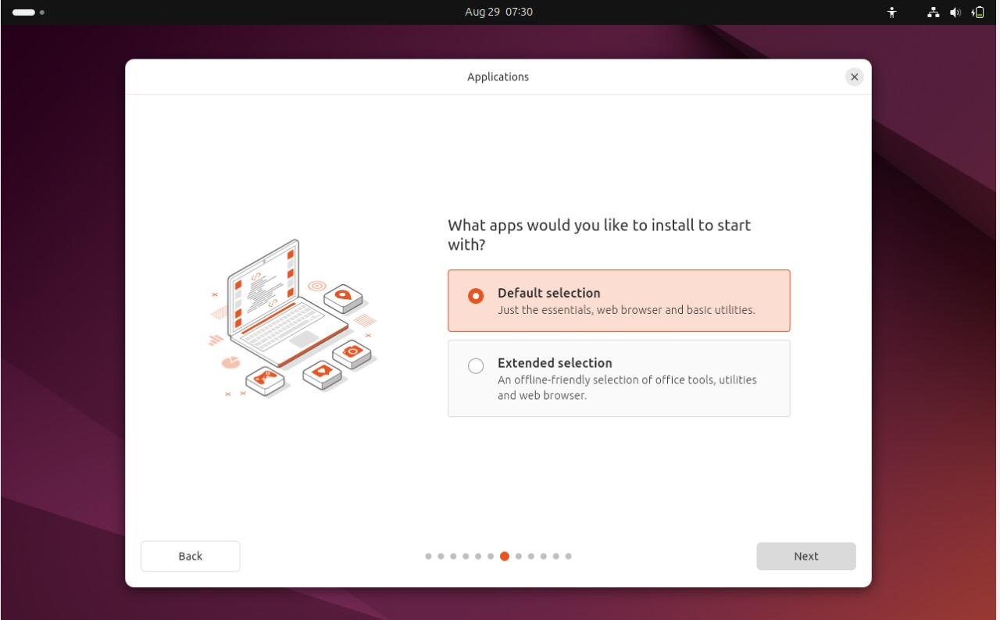 Aug 29 07:30
Applications
What apps would you like to install to start
with?
Default selection
Just the essentials, web browser and basic utilities.
Extended selection
An offline-friendly selection of office tools, utilities
and web browser.
Back
Next